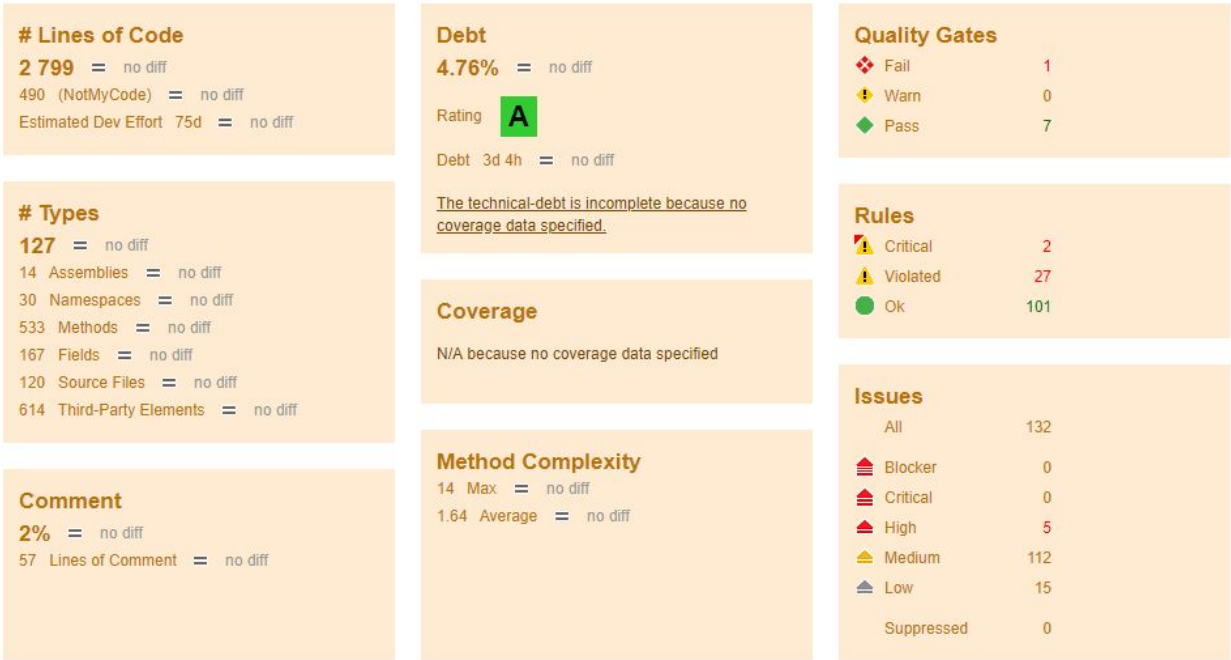 # Lines of Code
2 799 = no diff
490 (NotMyCode) = no diff
Estimated Dev Effort 75d = no diff
# Types
127 = no diff
14 Assemblies = no diff
30 Namespaces = no diff
533 Methods = no diff
167 Fields = no diff
120 Source Files = no diff
614 Third-Party Elements = no diff
Comment
2% = no diff
57 Lines of Comment = no diff
Debt
4.76% = no diff
Rating A
Debt 3d 4h = no diff
The technical-debt is incomplete because no
coverage data specified.
Coverage
N/A because no coverage data specified
Method Complexity
14 Max = no diff
1.64 Average = no diff
Quality Gates
Fail 1
Warn 0
Pass 7
Rules
Critical 2
Violated 27
Ok 101
Issues
All 132
Blocker 0
Critical 0
High 5
Medium 112
Low 15
Suppressed 0